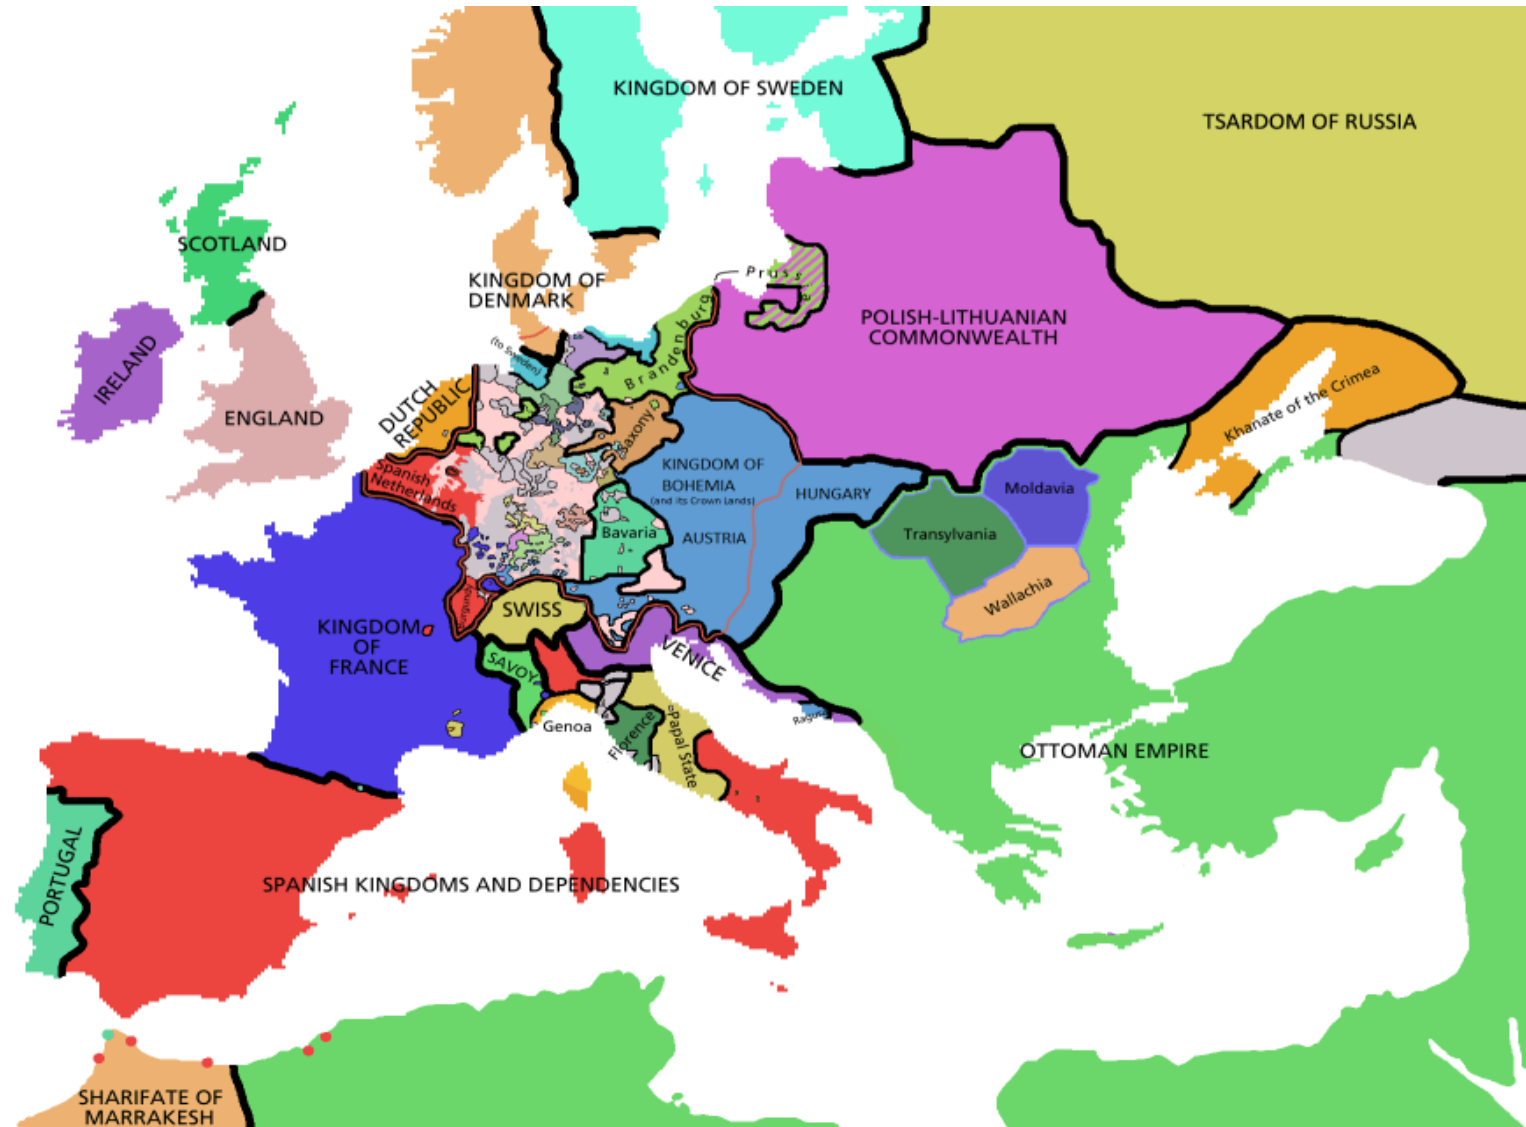 KINGDOM OF SWEDEN
TSARDOM OF RUSSIA
SCOTLAND
KINGDOM OF
DENMARK
Prussia
IRELAND
(to Sweden)
Brandenburg
POLISH-LITHUANIAN
COMMONWEALTH
ENGLAND
DUTCH
REPUBLIC
Khanate of the Crimea
Saxony
Spanish
Netherlands
KINGDOM OF
BOHEMIA
(and its Crown Lands)
HUNGARY
Moldavia
Bavaria
AUSTRIA
Transylvania
Wallachia
Burgundy
SWISS
KINGDOM
OF
FRANCE
SAVOY
VENICE
Genoa
Florence
Papal State
Ragusa
OTTOMAN EMPIRE
PORTUGAL
SPANISH KINGDOMS AND DEPENDENCIES
SHARIFATE OF
MARRAKESH